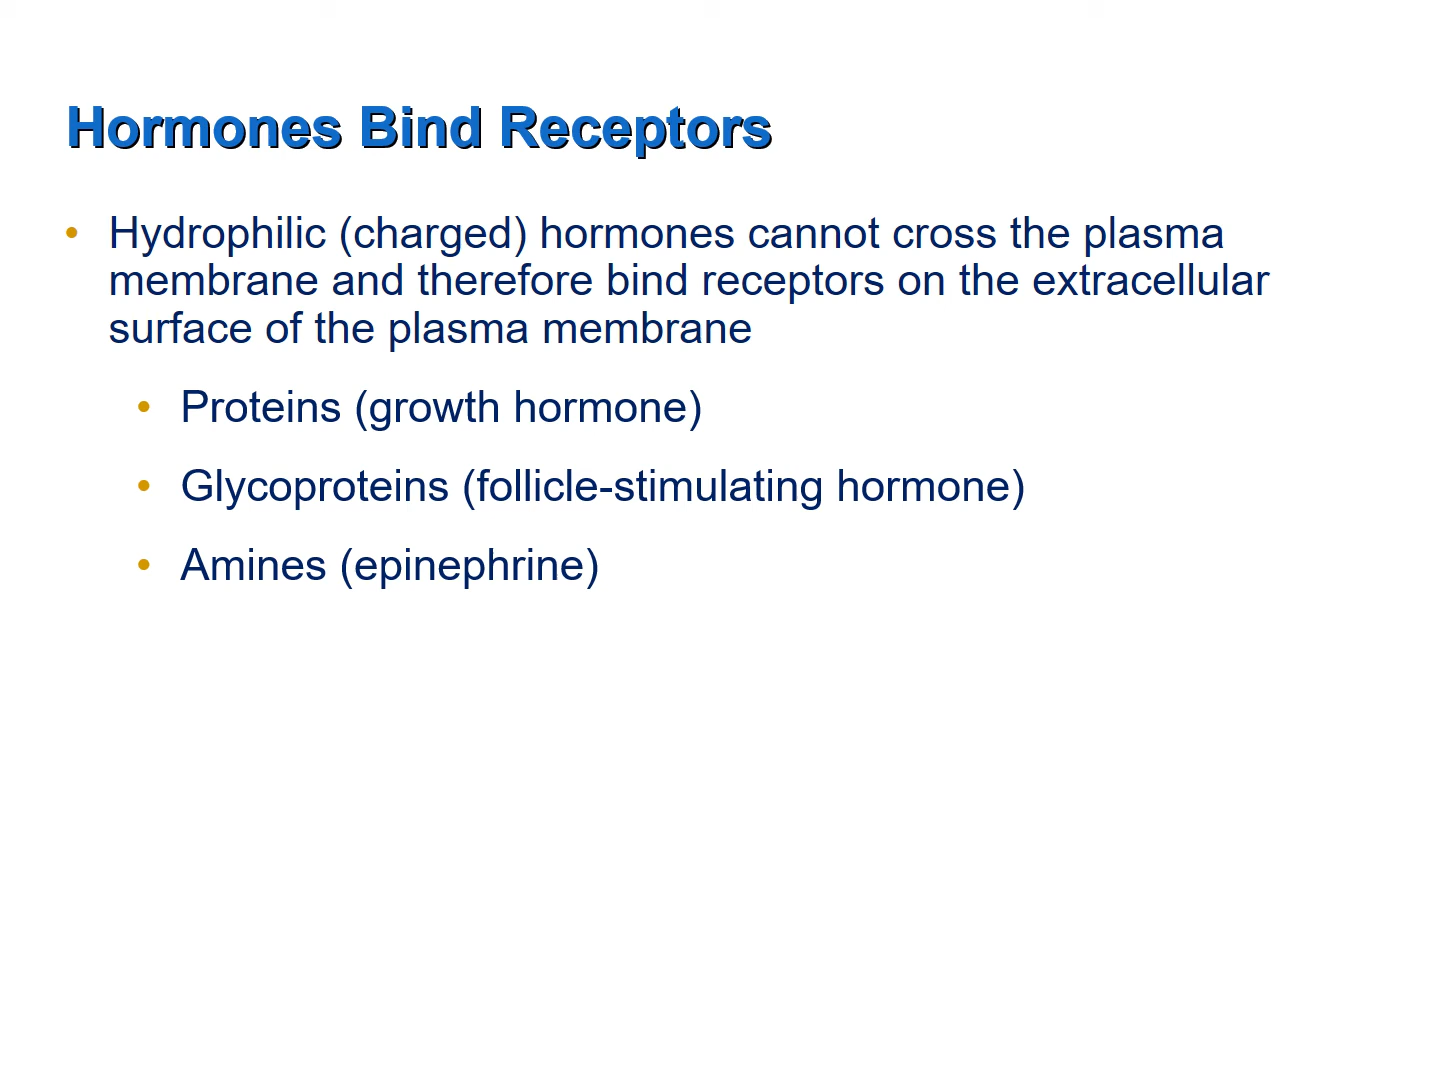 Hormones Bind Receptors
• Hydrophilic (charged) hormones cannot cross the plasma
membrane and therefore bind receptors on the extracellular
surface of the plasma membrane
• Proteins (growth hormone)
• Glycoproteins (follicle-stimulating hormone)
• Amines (epinephrine)